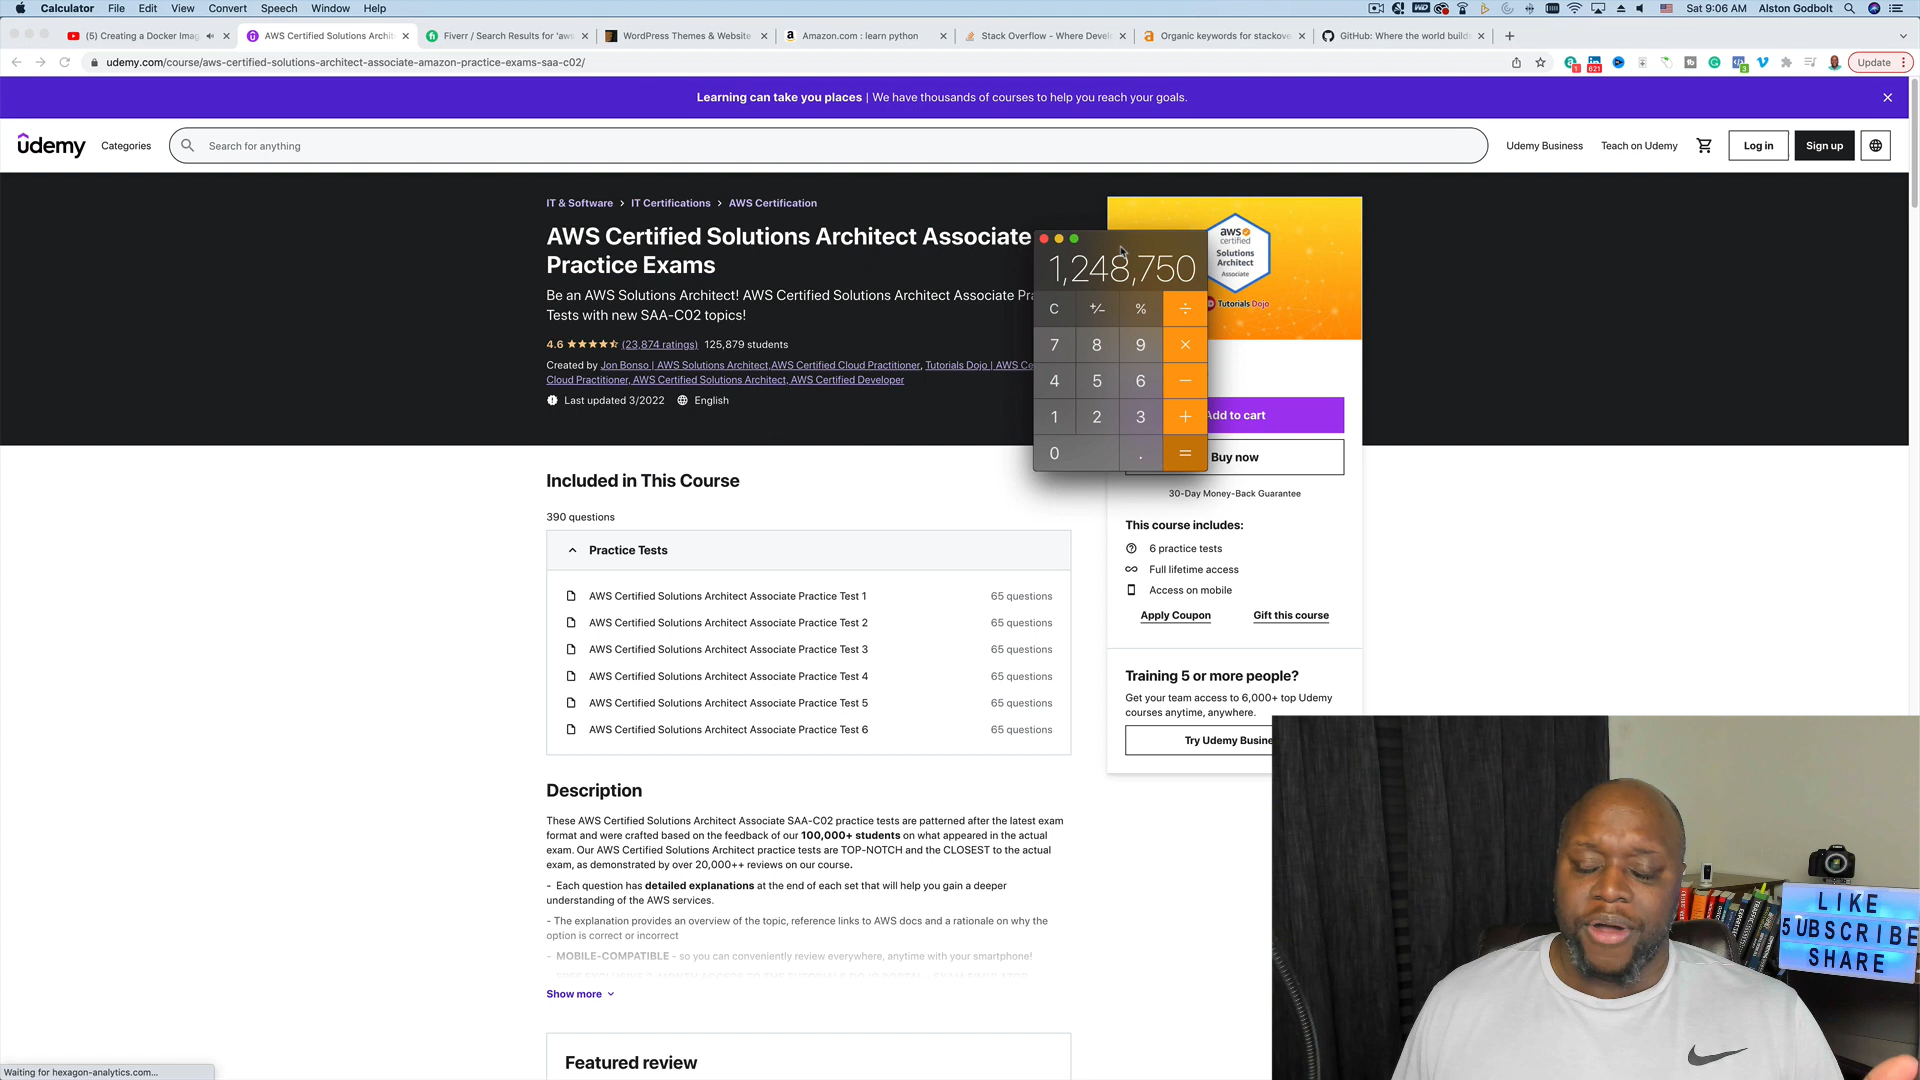 Calculator File Edit View Convert Speech Window Help
Sat 9:06 AM Alston Godbolt
(5) Creating a Docker Imag
AWS Certified Solutions Archit
Fiverr / Search Results for 'aws
WordPress Themes & Website
Amazon.com : learn python
Stack Overflow - Where Devel
Organic keywords for stackove
GitHub: Where the world build
udemy.com/course/aws-certified-solutions-architect-associate-amazon-practice-exams-saa-c02/
621
Update
Learning can take you places | We have thousands of courses to help you reach your goals.
ûdemy
Categories
Search for anything
Udemy Business
Teach on Udemy
Log in
Sign up
IT & Software > IT Certifications > AWS Certification
AWS Certified Solutions Architect Associate
Practice Exams
Be an AWS Solutions Architect! AWS Certified Solutions Architect Associate Pra
Tests with new SAA-C02 topics!
4.6 (23,874 ratings) 125,879 students
Created by Jon Bonso | AWS Solutions Architect,AWS Certified Cloud Practitioner, Tutorials Dojo | AWS Ce
Cloud Practitioner, AWS Certified Solutions Architect, AWS Certified Developer
Last updated 3/2022 English
1,248,750
C +/- % ÷
7 8 9 ×
4 5 6 −
1 2 3 +
0 . =
aws
certified
Solutions
Architect
Associate
Tutorials Dojo
Add to cart
Buy now
30-Day Money-Back Guarantee
This course includes:
6 practice tests
Full lifetime access
Access on mobile
Apply Coupon
Gift this course
Training 5 or more people?
Get your team access to 6,000+ top Udemy
courses anytime, anywhere.
Try Udemy Busine
Included in This Course
390 questions
Practice Tests
AWS Certified Solutions Architect Associate Practice Test 1 65 questions
AWS Certified Solutions Architect Associate Practice Test 2 65 questions
AWS Certified Solutions Architect Associate Practice Test 3 65 questions
AWS Certified Solutions Architect Associate Practice Test 4 65 questions
AWS Certified Solutions Architect Associate Practice Test 5 65 questions
AWS Certified Solutions Architect Associate Practice Test 6 65 questions
Description
These AWS Certified Solutions Architect Associate SAA-C02 practice tests are patterned after the latest exam
format and were crafted based on the feedback of our 100,000+ students on what appeared in the actual
exam. Our AWS Certified Solutions Architect practice tests are TOP-NOTCH and the CLOSEST to the actual
exam, as demonstrated by over 20,000++ reviews on our course.
- Each question has detailed explanations at the end of each set that will help you gain a deeper
understanding of the AWS services.
- The explanation provides an overview of the topic, reference links to AWS docs and a rationale on why the
option is correct or incorrect
- MOBILE-COMPATIBLE - so you can conveniently review everywhere, anytime with your smartphone!
Show more
Featured review
LIKE
5UBSCRIBE
SHARE
Waiting for hexagon-analytics.com...